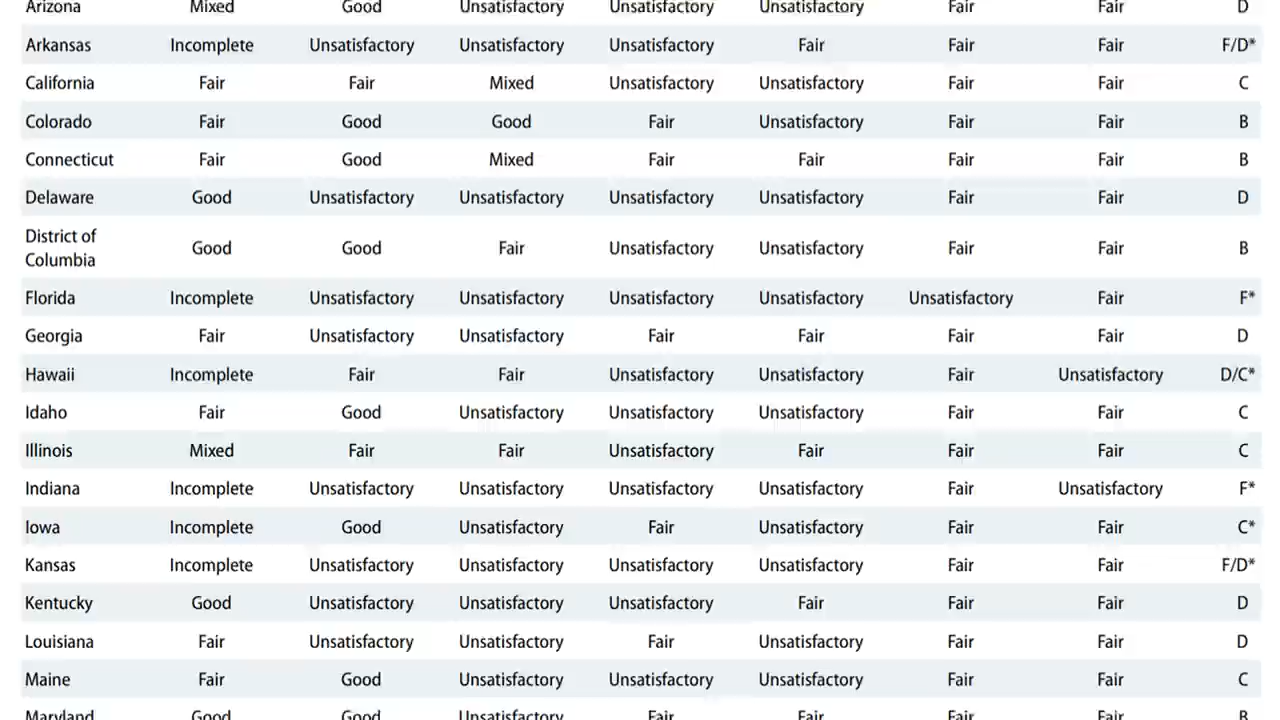 Arizona Mixed Good Unsatisfactory Unsatisfactory Unsatisfactory Fair Fair D
Arkansas Incomplete Unsatisfactory Unsatisfactory Unsatisfactory Fair Fair Fair F/D*
California Fair Fair Mixed Unsatisfactory Unsatisfactory Fair Fair C
Colorado Fair Good Good Fair Unsatisfactory Fair Fair B
Connecticut Fair Good Mixed Fair Fair Fair Fair B
Delaware Good Unsatisfactory Unsatisfactory Unsatisfactory Unsatisfactory Fair Fair D
District of
Columbia Good Good Fair Unsatisfactory Unsatisfactory Fair Fair B
Florida Incomplete Unsatisfactory Unsatisfactory Unsatisfactory Unsatisfactory Unsatisfactory Fair F*
Georgia Fair Unsatisfactory Unsatisfactory Fair Fair Fair Fair D
Hawaii Incomplete Fair Fair Unsatisfactory Unsatisfactory Fair Unsatisfactory D/C*
Idaho Fair Good Unsatisfactory Unsatisfactory Unsatisfactory Fair Fair C
Illinois Mixed Fair Fair Unsatisfactory Fair Fair Fair C
Indiana Incomplete Unsatisfactory Unsatisfactory Unsatisfactory Unsatisfactory Fair Unsatisfactory F*
Iowa Incomplete Good Unsatisfactory Fair Unsatisfactory Fair Fair C*
Kansas Incomplete Unsatisfactory Unsatisfactory Unsatisfactory Unsatisfactory Fair Fair F/D*
Kentucky Good Unsatisfactory Unsatisfactory Unsatisfactory Fair Fair Fair D
Louisiana Fair Unsatisfactory Unsatisfactory Fair Unsatisfactory Fair Fair D
Maine Fair Good Unsatisfactory Unsatisfactory Unsatisfactory Fair Fair C
Maryland Good Good Unsatisfactory Fair Fair Fair Fair B